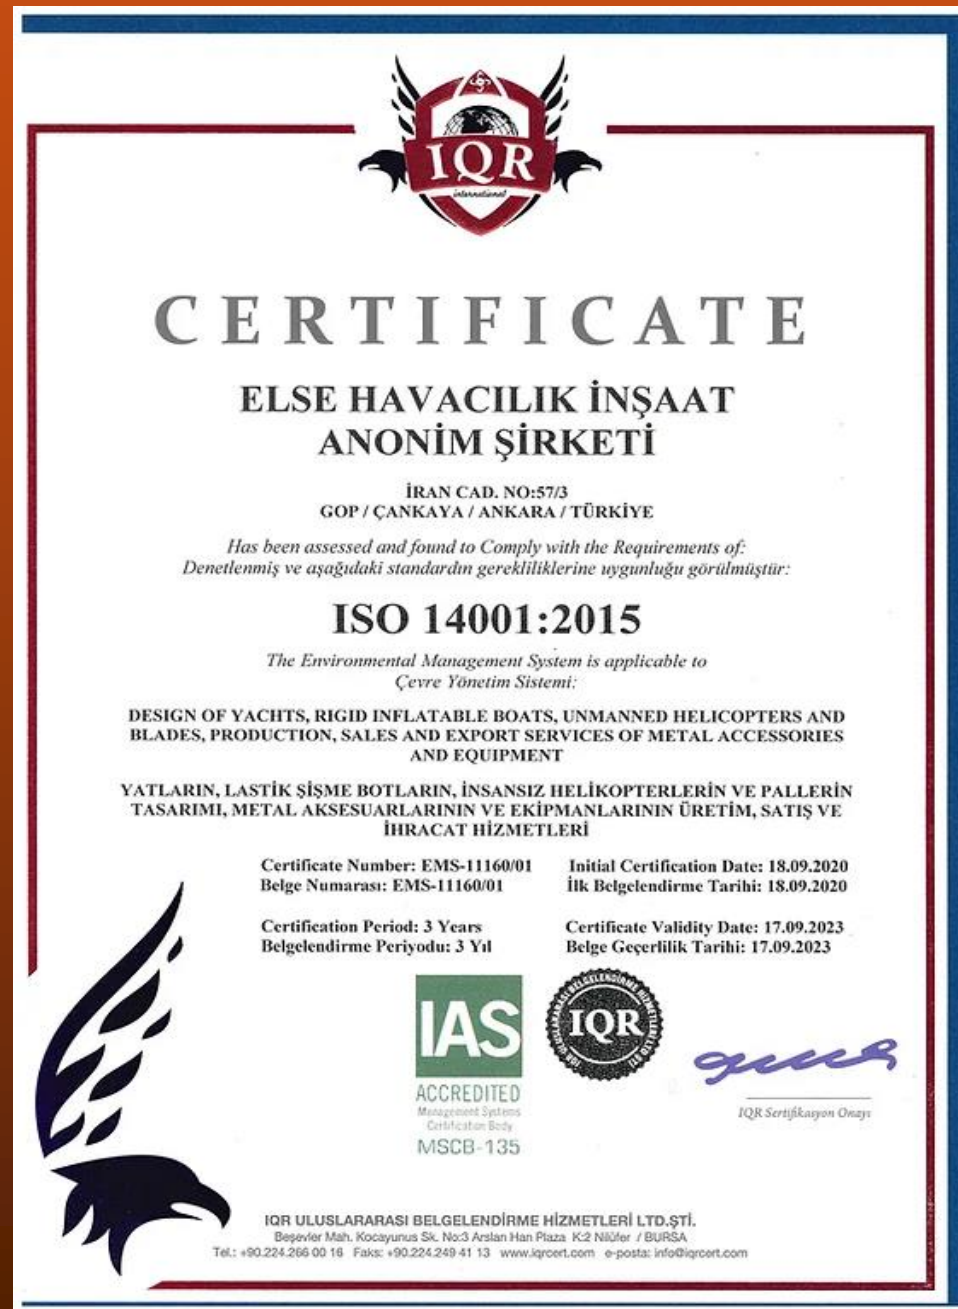 IQR
international
CERTIFICATE
ELSE HAVACILIK İNŞAAT
ANONİM ŞİRKETİ
İRAN CAD. NO:57/3
GOP / ÇANKAYA / ANKARA / TÜRKİYE
Has been assessed and found to Comply with the Requirements of:
Denetlenmiş ve aşağıdaki standardın gerekliliklerine uygunluğu görülmüştür:
ISO 14001:2015
The Environmental Management System is applicable to
Çevre Yönetim Sistemi:
DESIGN OF YACHTS, RIGID INFLATABLE BOATS, UNMANNED HELICOPTERS AND
BLADES, PRODUCTION, SALES AND EXPORT SERVICES OF METAL ACCESSORIES
AND EQUIPMENT
YATLARIN, LASTİK ŞİŞME BOTLARIN, İNSANSIZ HELİKOPTERLERİN VE PALLERİN
TASARIMI, METAL AKSESUARLARININ VE EKİPMANLARININ ÜRETİM, SATIŞ VE
İHRACAT HİZMETLERİ
Certificate Number: EMS-11160/01 Initial Certification Date: 18.09.2020
Belge Numarası: EMS-11160/01 İlk Belgelendirme Tarihi: 18.09.2020
Certification Period: 3 Years Certificate Validity Date: 17.09.2023
Belgelendirme Periyodu: 3 Yıl Belge Geçerlilik Tarihi: 17.09.2023
IAS
ACCREDITED
Management Systems
Certification Body
MSCB-135
IQR ULUSLARARASI BELGELENDİRME HİZMETLERİ LTD ŞTİ
IQR
IQR Sertifikasyon Onayı
IQR ULUSLARARASI BELGELENDİRME HİZMETLERİ LTD.ŞTİ.
Beşevler Mah. Kocayunus Sk. No:3 Arslan Han Plaza K:2 Nilüfer / BURSA
Tel.: +90.224.266 00 16 Faks: +90.224.249 41 13 www.iqrcert.com e-posta: info@iqrcert.com